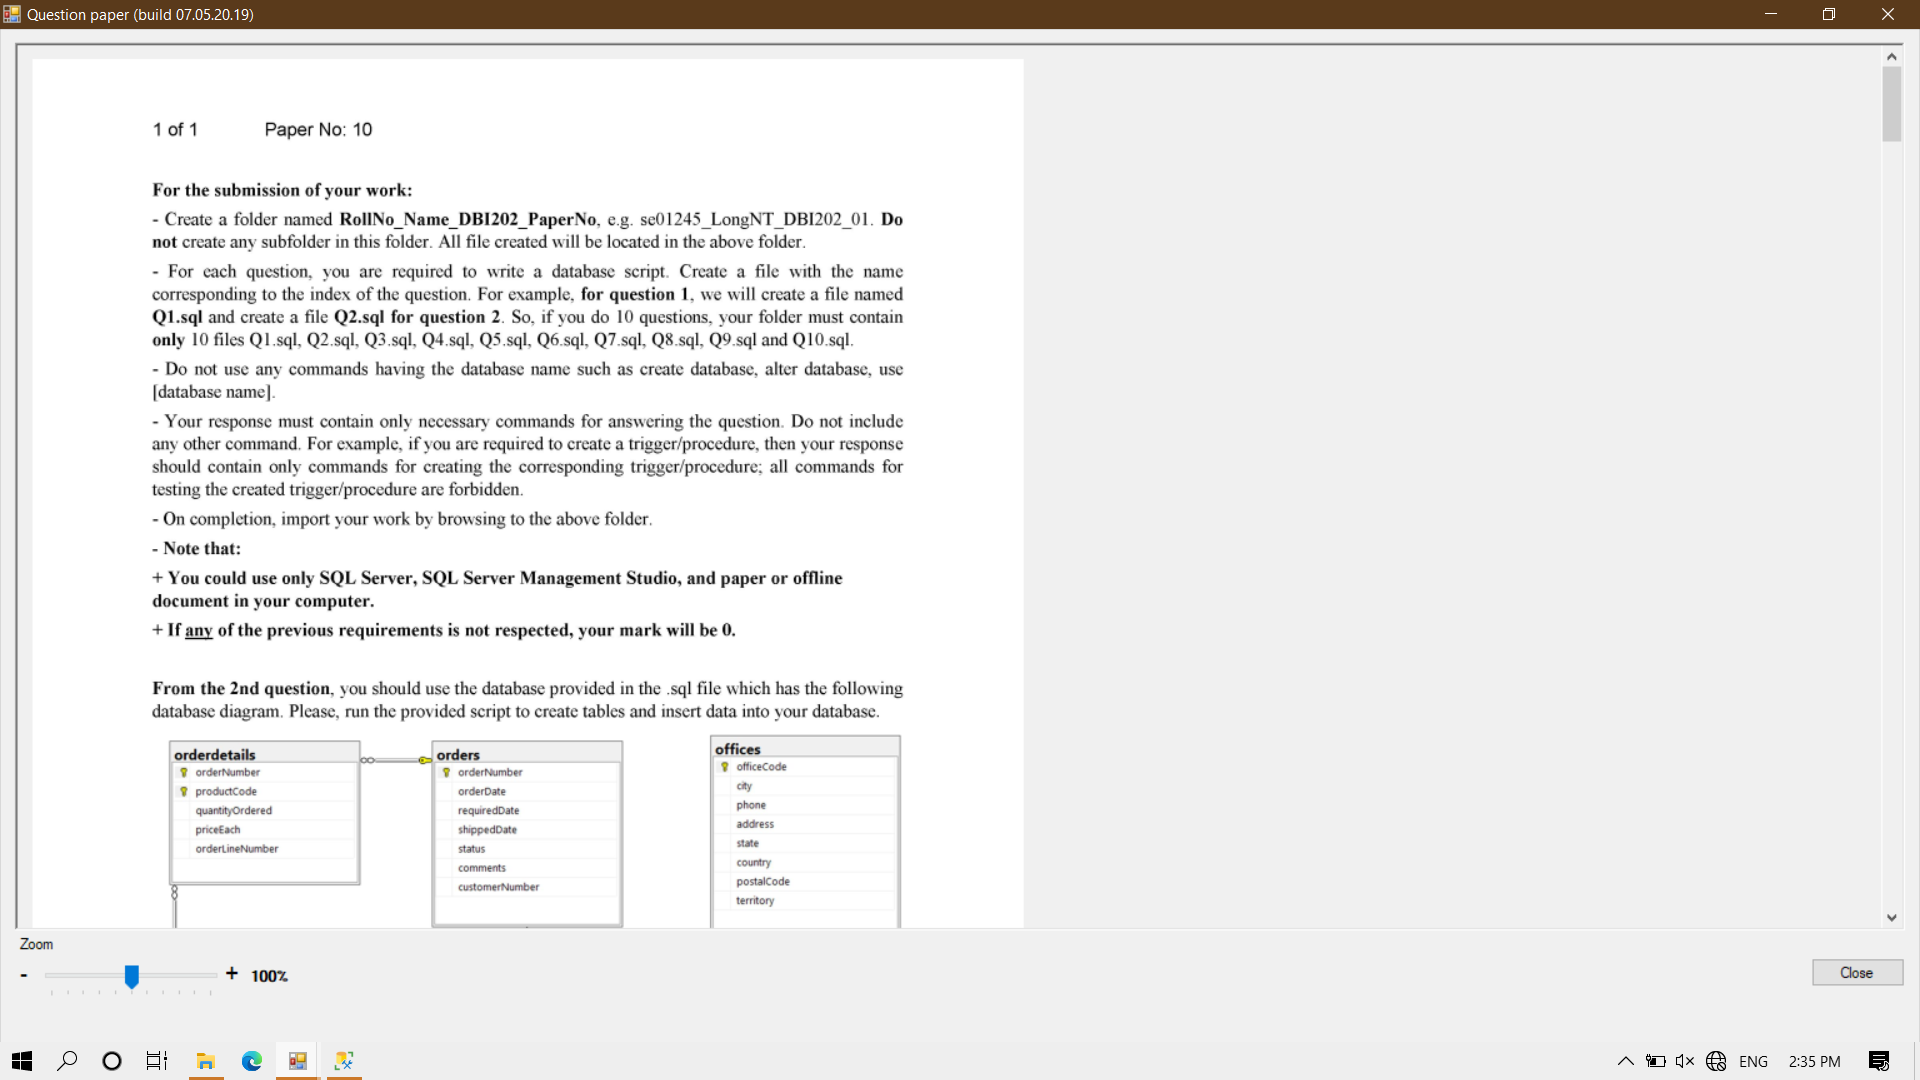 Question paper (build 07.05.20.19)
1 of 1 Paper No: 10
For the submission of your work:
- Create a folder named RollNo_Name_DBI202_PaperNo, e.g. se01245_LongNT_DBI202_01. Do
not create any subfolder in this folder. All file created will be located in the above folder.
- For each question, you are required to write a database script. Create a file with the name
corresponding to the index of the question. For example, for question 1, we will create a file named
Q1.sql and create a file Q2.sql for question 2. So, if you do 10 questions, your folder must contain
only 10 files Q1.sql, Q2.sql, Q3.sql, Q4.sql, Q5.sql, Q6.sql, Q7.sql, Q8.sql, Q9.sql and Q10.sql.
- Do not use any commands having the database name such as create database, alter database, use
[database name].
- Your response must contain only necessary commands for answering the question. Do not include
any other command. For example, if you are required to create a trigger/procedure, then your response
should contain only commands for creating the corresponding trigger/procedure; all commands for
testing the created trigger/procedure are forbidden.
- On completion, import your work by browsing to the above folder.
- Note that:
+ You could use only SQL Server, SQL Server Management Studio, and paper or offline
document in your computer.
+ If any of the previous requirements is not respected, your mark will be 0.
From the 2nd question, you should use the database provided in the .sql file which has the following
database diagram. Please, run the provided script to create tables and insert data into your database.
orderdetails
orderNumber
productCode
quantityOrdered
priceEach
orderLineNumber
orders
orderNumber
orderDate
requiredDate
shippedDate
status
comments
customerNumber
offices
officeCode
city
phone
address
state
country
postalCode
territory
Zoom
- + 100%
Close
ENG 2:35 PM